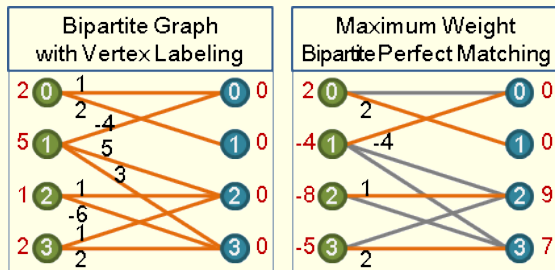 Bipartite Graph
with Vertex Labeling
2 0 1 0 0
2
-4
5 1 5 1 0
3
1 2 1 2 0
-6
2 3 1 3 0
2
Maximum Weight
Bipartite Perfect Matching
2 0 0 0
2
-4 1 -4 1 0
-8 2 1 2 9
-5 3 2 3 7